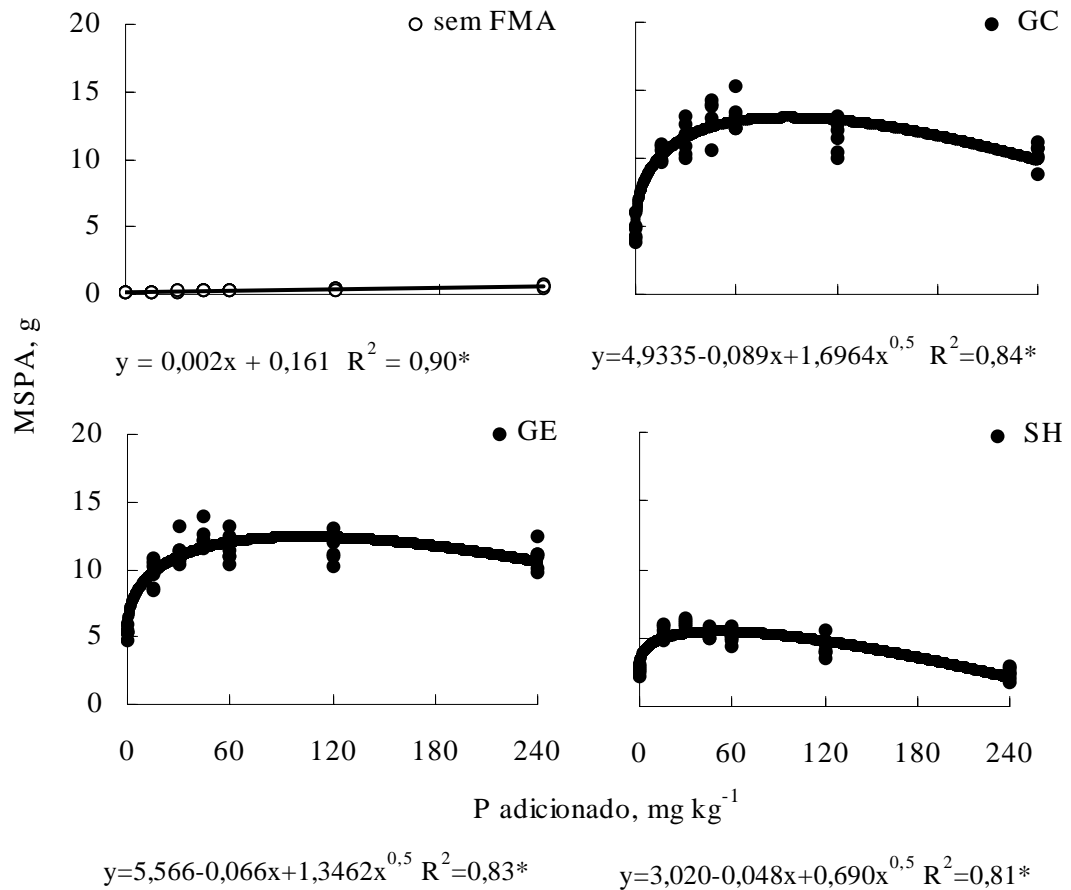 20
15
10
5
0
sem FMA
GC
y = 0,002x + 0,161 R² = 0,90*
y=4,9335-0,089x+1,6964x^0,5 R²=0,84*
MSPA, g
20
15
10
5
0
GE
SH
0 60 120 180 240
0 60 120 180 240
P adicionado, mg kg⁻¹
y=5,566-0,066x+1,3462x^0,5 R²=0,83*
y=3,020-0,048x+0,690x^0,5 R²=0,81*